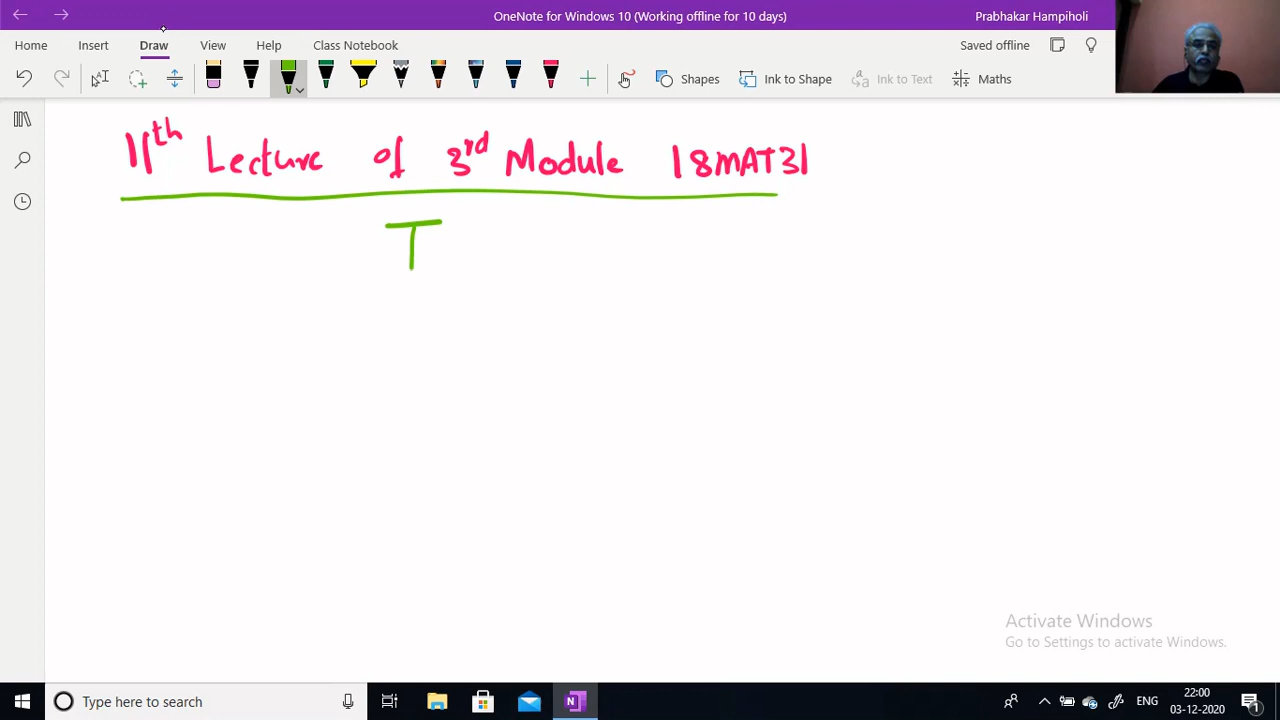 OneNote for Windows 10 (Working offline for 10 days)
Prabhakar Hampiholi
Home Insert Draw View Help Class Notebook
Saved offline
Shapes Ink to Shape Ink to Text Maths
11th Lecture of 3rd Module 18MAT31
T
Activate Windows
Go to Settings to activate Windows.
Type here to search
ENG
22:00
03-12-2020
1